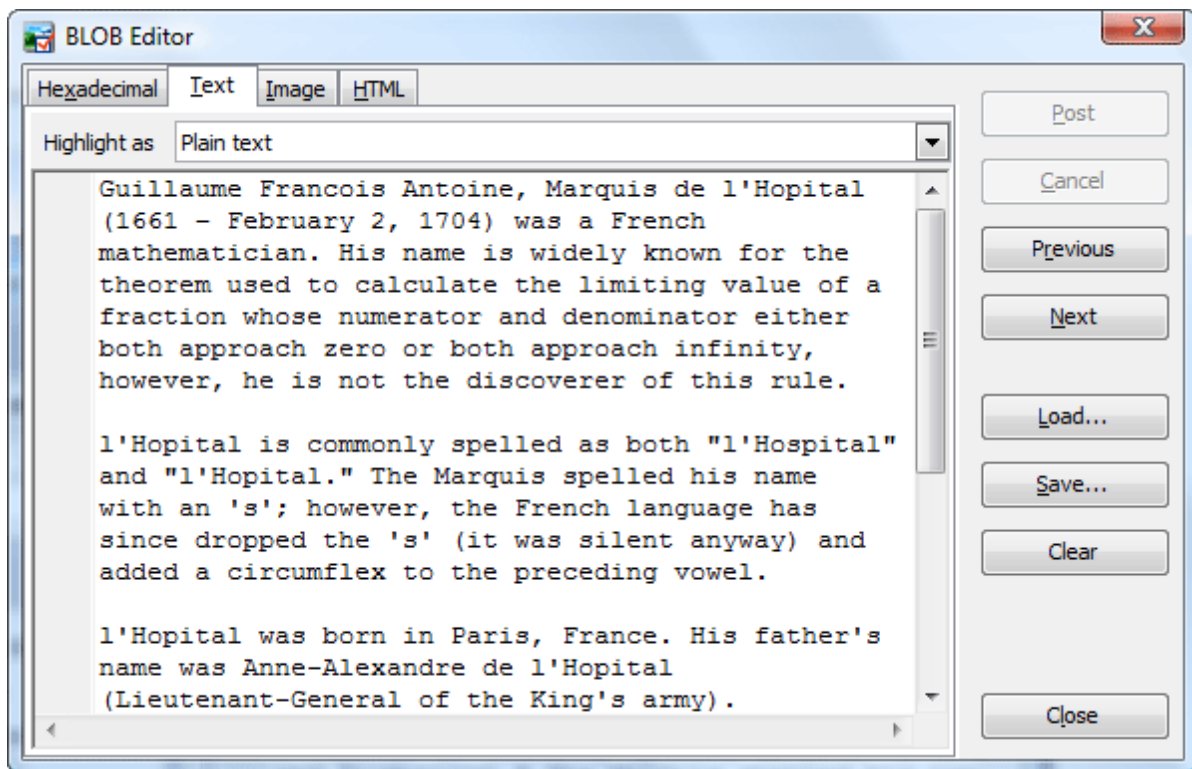 BLOB Editor
Hexadecimal Text Image HTML
Highlight as Plain text
Guillaume Francois Antoine, Marquis de l'Hopital
(1661 - February 2, 1704) was a French
mathematician. His name is widely known for the
theorem used to calculate the limiting value of a
fraction whose numerator and denominator either
both approach zero or both approach infinity,
however, he is not the discoverer of this rule.
l'Hopital is commonly spelled as both "l'Hospital"
and "l'Hopital." The Marquis spelled his name
with an 's'; however, the French language has
since dropped the 's' (it was silent anyway) and
added a circumflex to the preceding vowel.
l'Hopital was born in Paris, France. His father's
name was Anne-Alexandre de l'Hopital
(Lieutenant-General of the King's army).
Post
Cancel
Previous
Next
Load...
Save...
Clear
Close